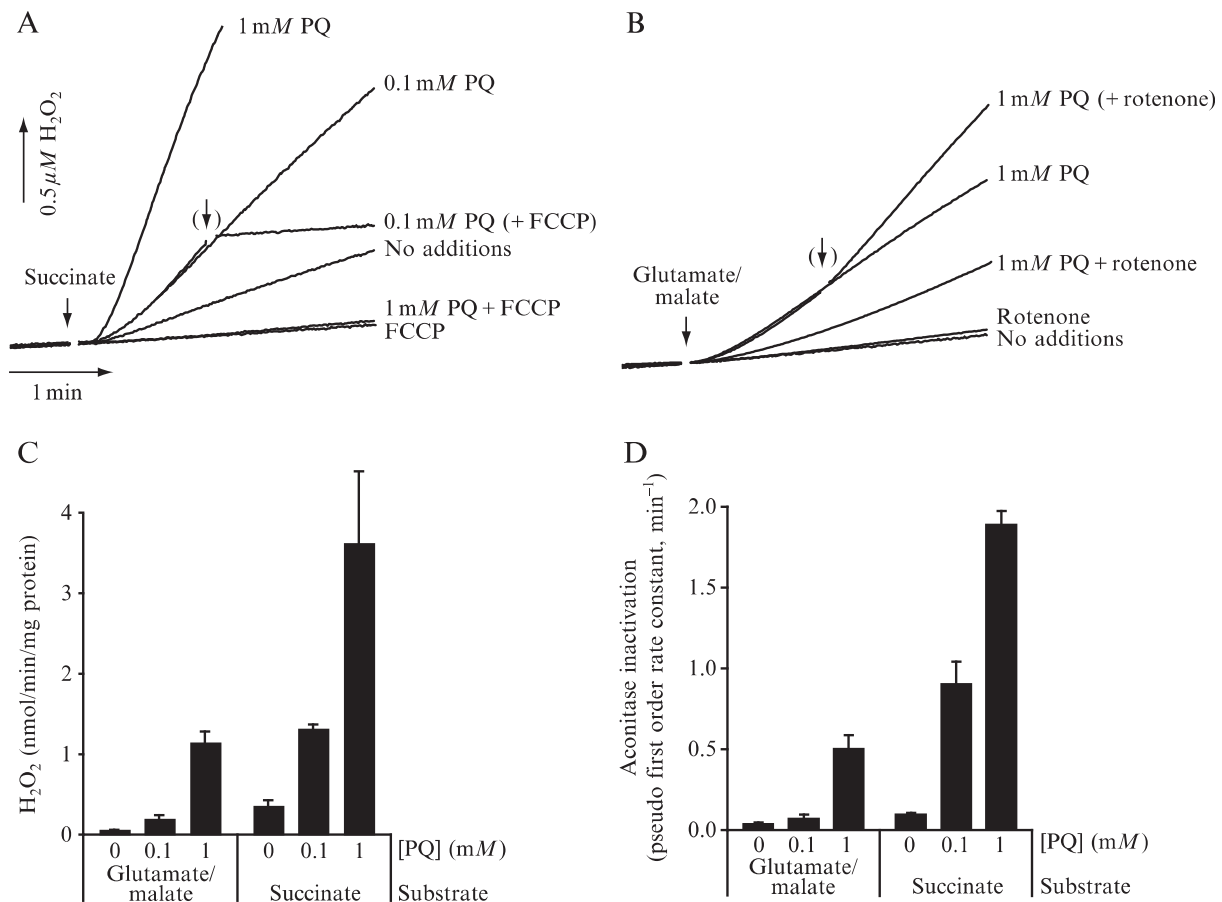 A
1 mM PQ
0.1 mM PQ
0.5 μM H₂O₂
(↓)
0.1 mM PQ (+ FCCP)
No additions
Succinate
1 mM PQ + FCCP
FCCP
1 min
B
1 mM PQ (+ rotenone)
1 mM PQ
(↓)
Glutamate/
malate
1 mM PQ + rotenone
Rotenone
No additions
C
H₂O₂ (nmol/min/mg protein)
4
3
2
1
0
0 0.1 1 0 0.1 1 [PQ] (mM)
Glutamate/
malate Succinate Substrate
D
Aconitase inactivation
(pseudo first order rate constant, min⁻¹)
2.0
1.5
1.0
0.5
0.0
0 0.1 1 0 0.1 1 [PQ] (mM)
Glutamate/
malate Succinate Substrate